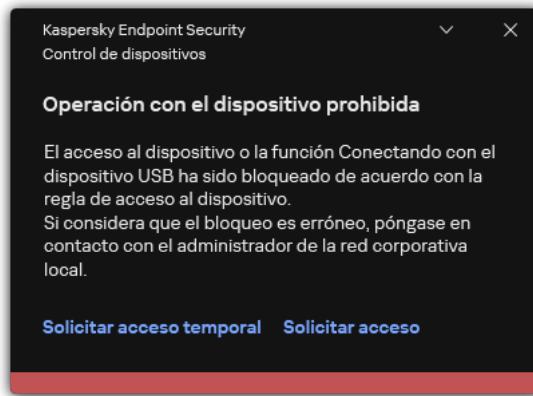 Kaspersky Endpoint Security
Control de dispositivos
Operación con el dispositivo prohibida
El acceso al dispositivo o la función Conectando con el
dispositivo USB ha sido bloqueado de acuerdo con la
regla de acceso al dispositivo.
Si considera que el bloqueo es erróneo, póngase en
contacto con el administrador de la red corporativa
local.
Solicitar acceso temporal Solicitar acceso